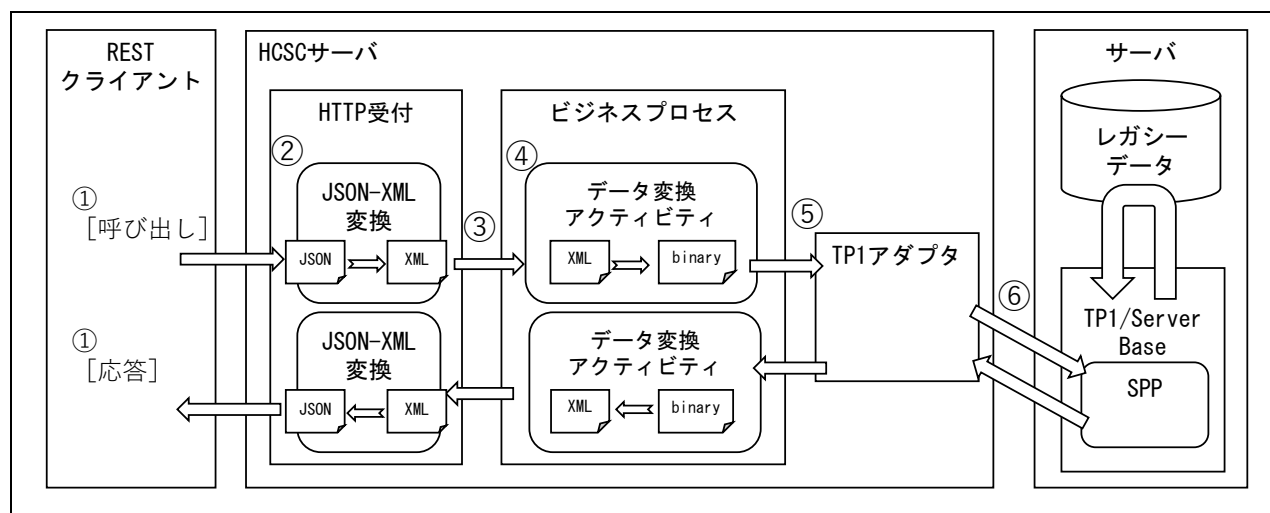 REST
クライアント
①
[呼び出し]
①
[応答]
HCSCサーバ
HTTP受付
②
JSON-XML
変換
JSON
XML
JSON-XML
変換
JSON
XML
③
ビジネスプロセス
④
データ変換
アクティビティ
XML
binary
データ変換
アクティビティ
XML
binary
⑤
TP1アダプタ
⑥
サーバ
レガシー
データ
TP1/Server
Base
SPP